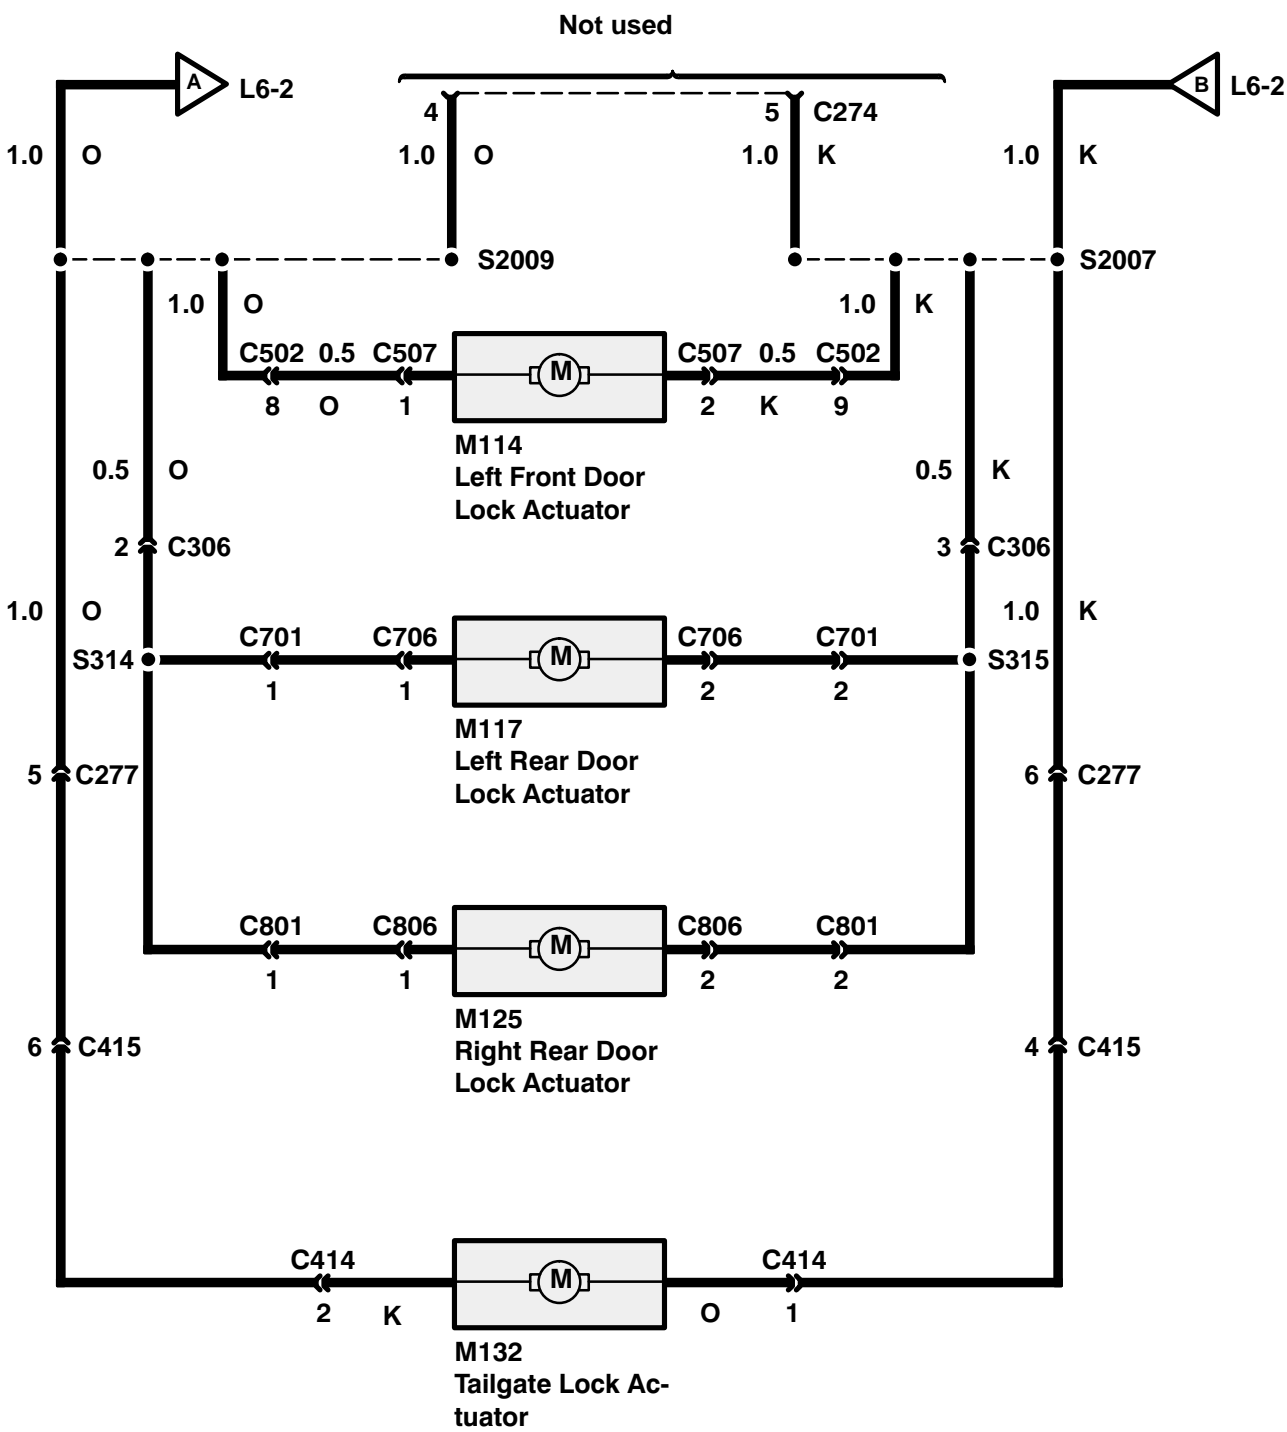 Not used
A L6-2 B L6-2
4 5 C274
1.0 O 1.0 O 1.0 K 1.0 K
S2009 S2007
1.0 O 1.0 K
C502 0.5 C507 M C507 0.5 C502
8 O 1 2 K 9
M114
Left Front Door
Lock Actuator
0.5 O 0.5 K
2 C306 3 C306
1.0 O 1.0 K
C701 C706 C706 C701
S314 M S315
1 1 2 2
M117
Left Rear Door
Lock Actuator
5 C277 6 C277
C801 C806 M C806 C801
1 1 2 2
M125
Right Rear Door
Lock Actuator
6 C415 4 C415
C414 M C414
2 K O 1
M132
Tailgate Lock Ac-
tuator